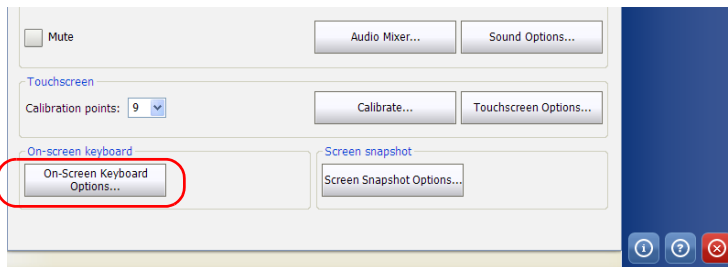 Mute
Audio Mixer...
Sound Options...
Touchscreen
Calibration points: 9
Calibrate...
Touchscreen Options...
On-screen keyboard
On-Screen Keyboard
Options...
Screen snapshot
Screen Snapshot Options...